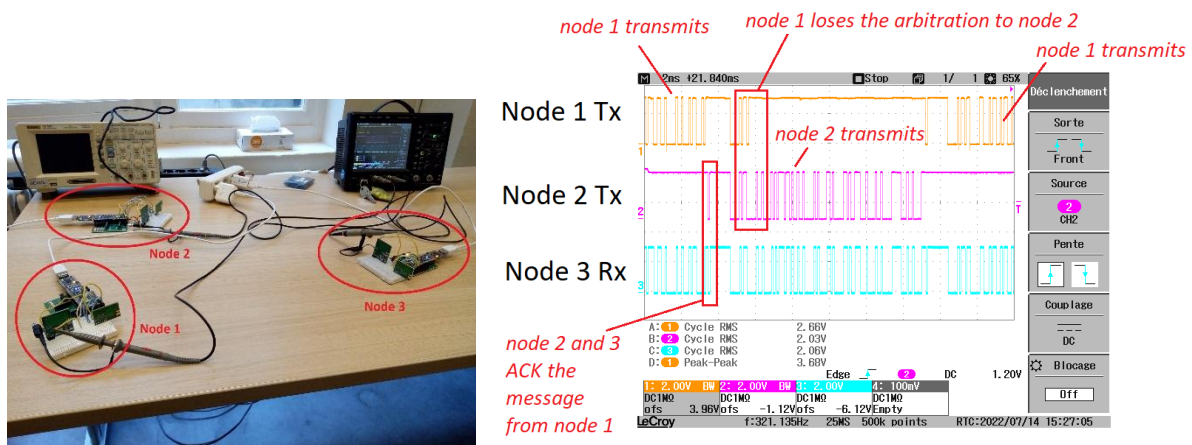 Node 2
Node 3
Node 1
node 1 transmits
node 1 loses the arbitration to node 2
node 1 transmits
Node 1 Tx
Node 2 Tx
Node 3 Rx
node 2 transmits
node 2 and 3
ACK the
message
from node 1
M 2ms +21.840ms Stop 1/ 1 65%
1
2
3
T
Déclenchement
Sorte
Front
Source
2
CH2
Pente
Couplage
DC
Blocage
Off
A: 1 Cycle RMS 2.66V
B: 2 Cycle RMS 2.03V
C: 3 Cycle RMS 2.06V
D: 1 Peak-Peak 3.68V
Edge 2 DC 1.20V
1: 2.00V BW 2: 2.00V BW 3: 2.00V 4: 100mV
DC1MΩ DC1MΩ DC1MΩ DC1MΩ
ofs 3.96V ofs -1.12V ofs -6.12V Empty
LeCroy f:321.135Hz 25MS 500k points RTC:2022/07/14 15:27:05